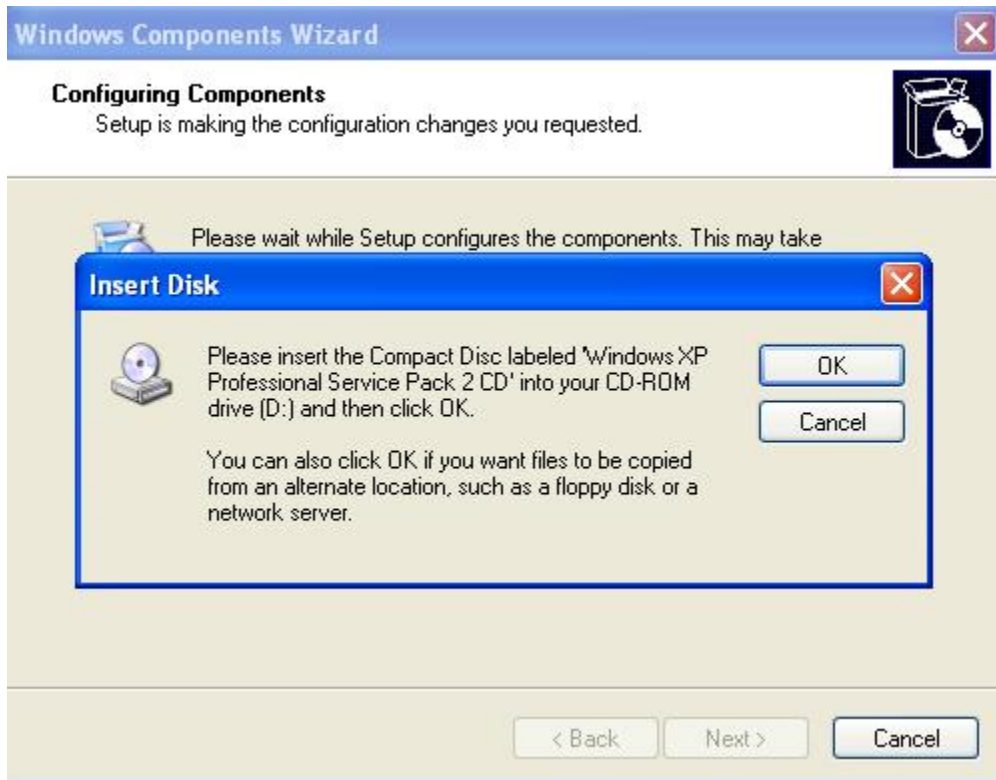 Windows Components Wizard
Configuring Components
Setup is making the configuration changes you requested.
Please wait while Setup configures the components. This may take
Insert Disk
Please insert the Compact Disc labeled 'Windows XP
Professional Service Pack 2 CD' into your CD-ROM
drive (D:) and then click OK.
You can also click OK if you want files to be copied
from an alternate location, such as a floppy disk or a
network server.
OK
Cancel
< Back
Next >
Cancel